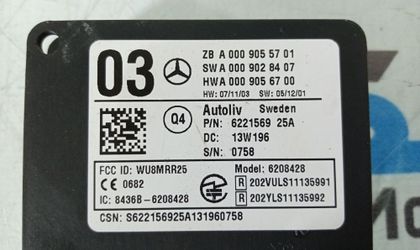 03
ZB A 000 905 57 01
SW A 000 902 84 07
HW A 000 905 67 00
HW: 07/11/03 SW: 05/12/01
Q4
Autoliv Sweden
P/N: 6221569 25A
DC: 13W196
S/N: 0758
FCC ID: WU8MRR25
CE 0682
IC: 8436B-6208428
Model: 6208428
R 202VULS11135991
R 202YLS11135992
CSN: S622156925A131960758